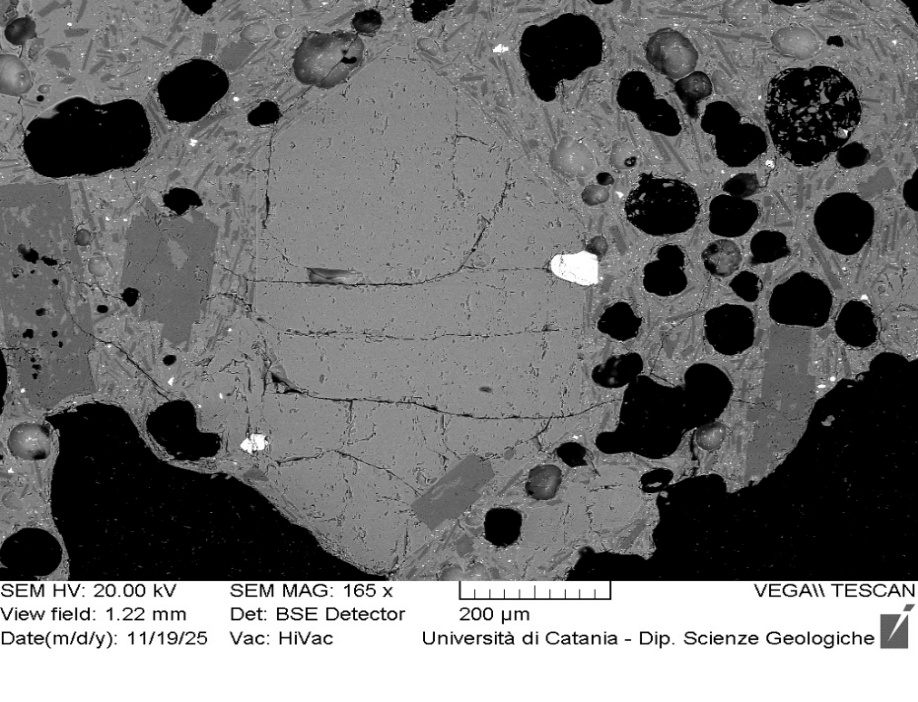 SEM HV: 20.00 kV SEM MAG: 165 x VEGA\\ TESCAN
View field: 1.22 mm Det: BSE Detector 200 µm
Date(m/d/y): 11/19/25 Vac: HiVac Università di Catania - Dip. Scienze Geologiche